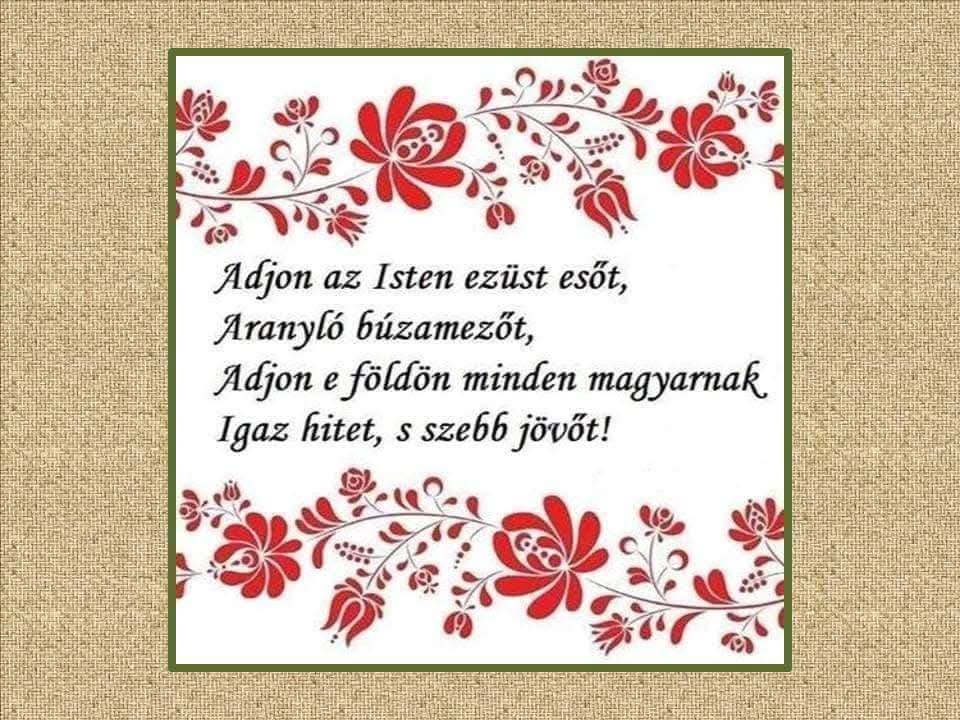 Adjon az Isten ezüst esőt,
Aranyló búzamezőt,
Adjon e földön minden magyarnak
Igaz hitet, s szebb jövőt!